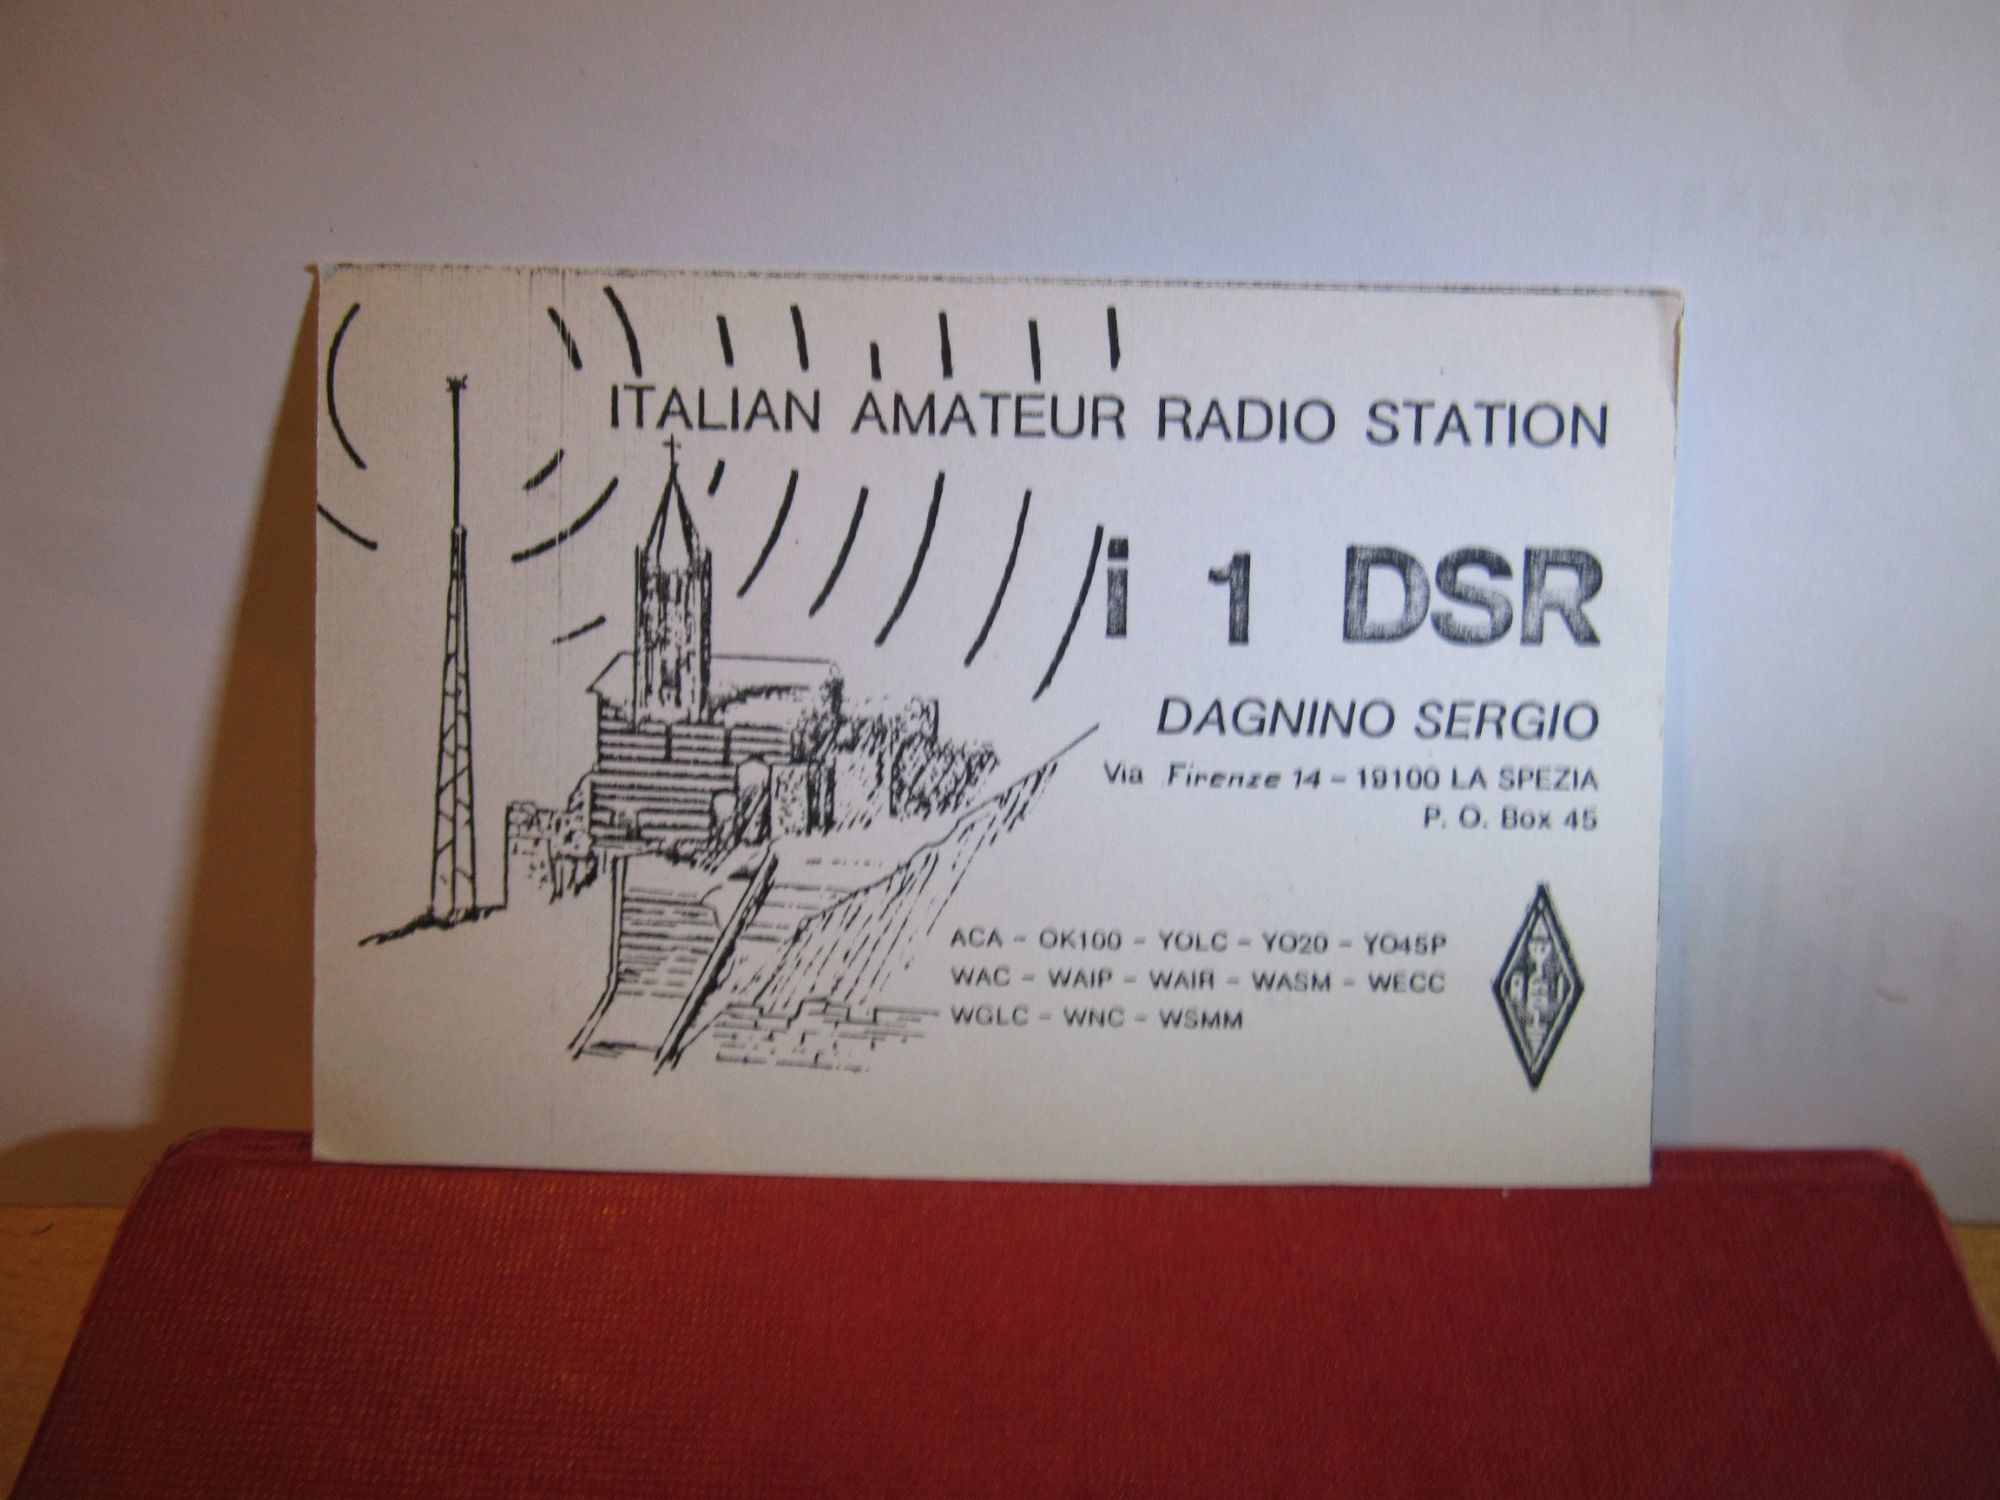 ITALIAN AMATEUR RADIO STATION
i 1 DSR
DAGNINO SERGIO
Via Firenze 14 - 19100 LA SPEZIA
P. O. Box 45
ACA - OK100 - YOLC - YO20 - YO45P
WAC - WAIP - WAIR - WASM - WECC
WGLC - WNC - WSMM